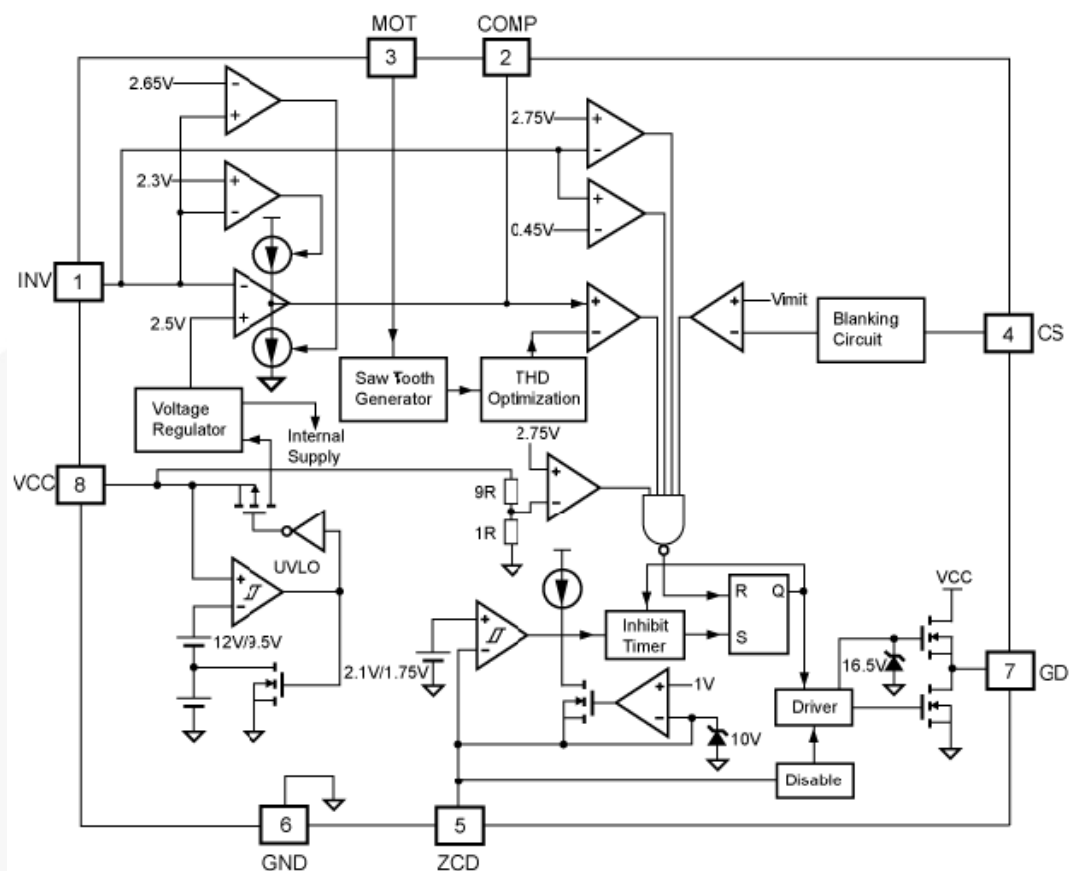 MOT
COMP
3
2
2.65V
-
+
2.75V
+
-
2.3V
+
-
+
0.45V
-
INV
1
-
+
2.5V
+
-
+
-
Vimit
Blanking
Circuit
4
CS
Saw Tooth
Generator
THD
Optimization
Voltage
Regulator
Internal
Supply
2.75V
+
-
VCC
8
9R
1R
UVLO
+
-
12V/9.5V
R
Q
S
VCC
+
-
Inhibit
Timer
2.1V/1.75V
16.5V
7
GD
+
-
1V
Driver
10V
Disable
6
GND
5
ZCD